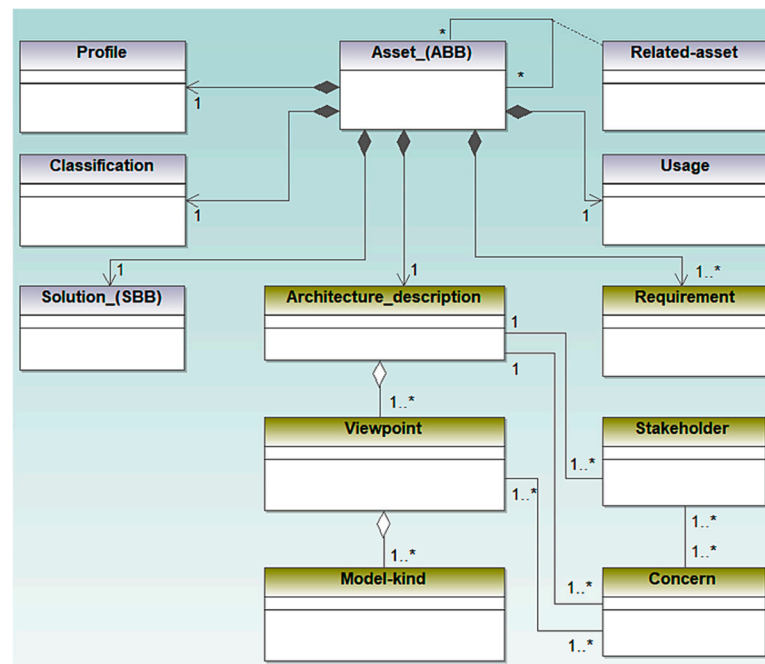 Profile
Asset_(ABB)
*
Related-asset
*
1
Classification
Usage
1
1
1
1
1..*
Solution_(SBB)
Architecture_description
Requirement
1
1
1..*
Viewpoint
Stakeholder
1..*
1..*
1..*
1..*
1..*
Model-kind
Concern
1..*
1..*